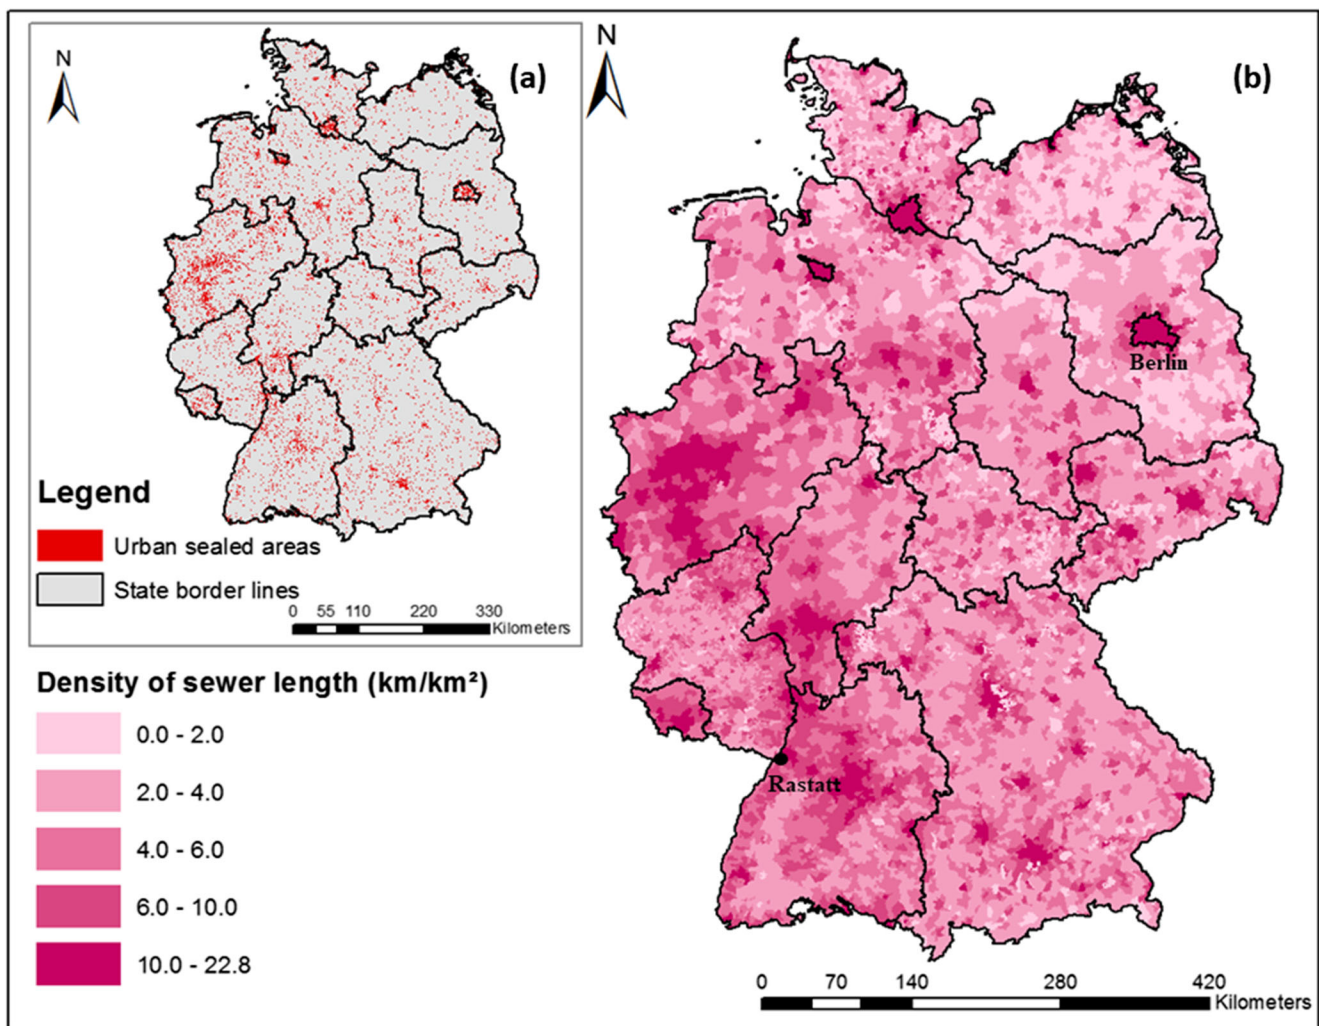 N
(a)
Legend
Urban sealed areas
State border lines
0 55 110 220 330
Kilometers
Density of sewer length (km/km²)
0.0 - 2.0
2.0 - 4.0
4.0 - 6.0
6.0 - 10.0
10.0 - 22.8
N
(b)
Berlin
Rastatt
0 70 140 280 420
Kilometers